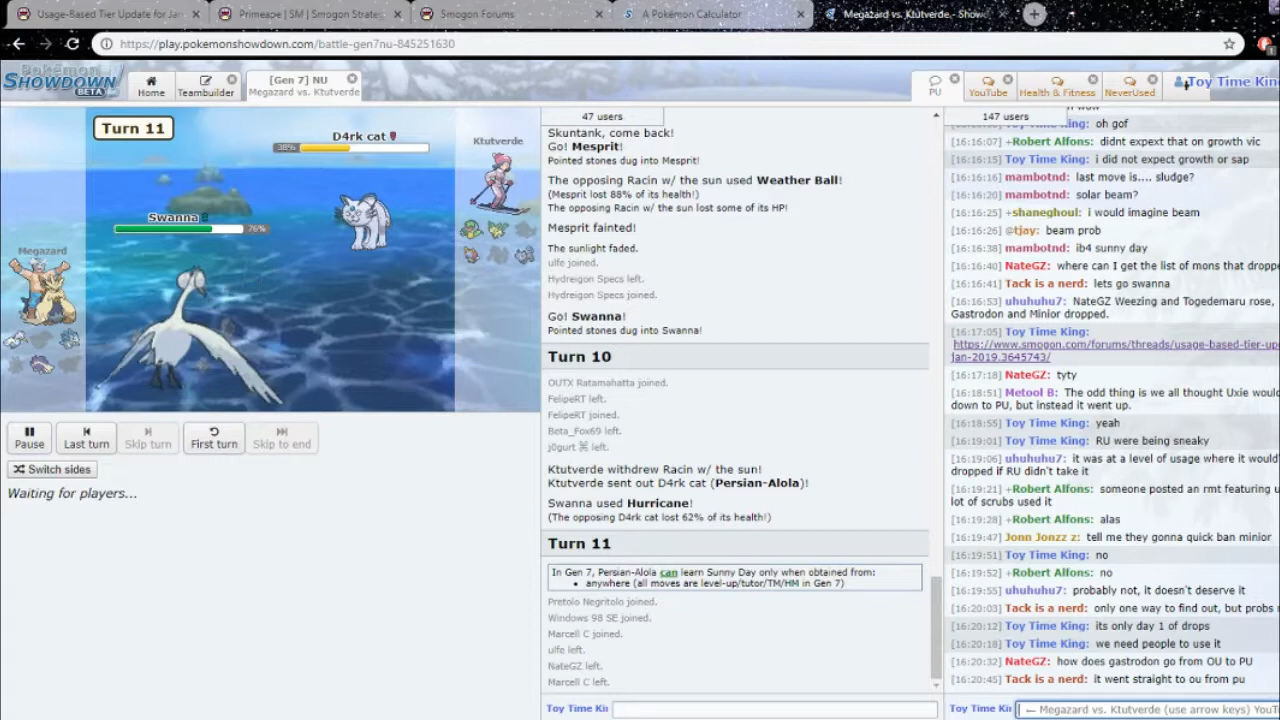 Usage-Based Tier Update for Jan
Primeape | SM | Smogon Strate
Smogon Forums
A Pokémon Calculator
Megazard vs. Ktutverde - Show
https://play.pokemonshowdown.com/battle-gen7nu-845251630
Pokémon
SHOWDOWN
BETA
Home
Teambuilder
[Gen 7] NU
Megazard vs. Ktutverde
PU
YouTube
Health & Fitness
NeverUsed
Toy Time Kin
Turn 11
D4rk cat
38%
Swanna
76%
Megazard
Ktutverde
Pause
Last turn
Skip turn
First turn
Skip to end
Switch sides
Waiting for players...
47 users
Skuntank, come back!
Go! Mesprit!
Pointed stones dug into Mesprit!
The opposing Racin w/ the sun used Weather Ball!
(Mesprit lost 88% of its health!)
The opposing Racin w/ the sun lost some of its HP!
Mesprit fainted!
The sunlight faded.
ulfe joined.
Hydreigon Specs left.
Hydreigon Specs joined.
Go! Swanna!
Pointed stones dug into Swanna!
Turn 10
OUTX Ratamahatta joined.
FelipeRT left.
FelipeRT joined.
Beta_Fox69 left.
left.
Ktutverde withdrew Racin w/ the sun!
Ktutverde sent out D4rk cat (Persian-Alola)!
Swanna used Hurricane!
(The opposing D4rk cat lost 62% of its health!)
Turn 11
In Gen 7, Persian-Alola can learn Sunny Day only when obtained from:
• anywhere (all moves are level-up/tutor/TM/HM in Gen 7)
Pretolo Negritolo joined.
Windows 98 SE joined.
Marcell C joined.
ulfe left.
NateGZ left.
Marcell C left.
Toy Time Ki
147 users
Toy Time King: oh gof
[16:16:07] +Robert Alfons: didnt expext that on growth vic
[16:16:15] Toy Time King: i did not expect growth or sap
[16:16:16] mambotnd: last move is.... sludge?
[16:16:20] mambotnd: solar beam?
[16:16:25] +shaneghoul: i would imagine beam
[16:16:26] @tjay: beam prob
[16:16:38] mambotnd: ib4 sunny day
[16:16:40] NateGZ: where can I get the list of mons that dropp
[16:16:41] Tack is a nerd: lets go swanna
[16:16:53] uhuhuhu7: NateGZ Weezing and Togedemaru rose,
Gastrodon and Minior dropped.
[16:17:05] Toy Time King:
https://www.smogon.com/forums/threads/usage-based-tier-up
jan-2019.3645743/
[16:17:18] NateGZ: tyty
[16:18:51] Metool B: The odd thing is we all thought Uxie would
down to PU, but instead it went up.
[16:18:55] Toy Time King: yeah
[16:19:01] Toy Time King: RU were being sneaky
[16:19:06] uhuhuhu7: it was at a level of usage where it would
dropped if RU didn't take it
[16:19:21] +Robert Alfons: someone posted an rmt featuring u
lot of scrubs used it
[16:19:28] +Robert Alfons: alas
[16:19:47] Jonn Jonzz z: tell me they gonna quick ban minior
[16:19:51] Toy Time King: no
[16:19:52] +Robert Alfons: no
[16:19:52] uhuhuhu7: probably not, it doesn't deserve it
[16:20:03] Tack is a nerd: only one way to find out, but probs
[16:20:12] Toy Time King: its only day 1 of drops
[16:20:18] Toy Time King: we need people to use it
[16:20:32] NateGZ: how does gastrodon go from OU to PU
[16:20:45] Tack is a nerd: it went straight to ou from pu
Toy Time Ki
← Megazard vs. Ktutverde (use arrow keys) YouT